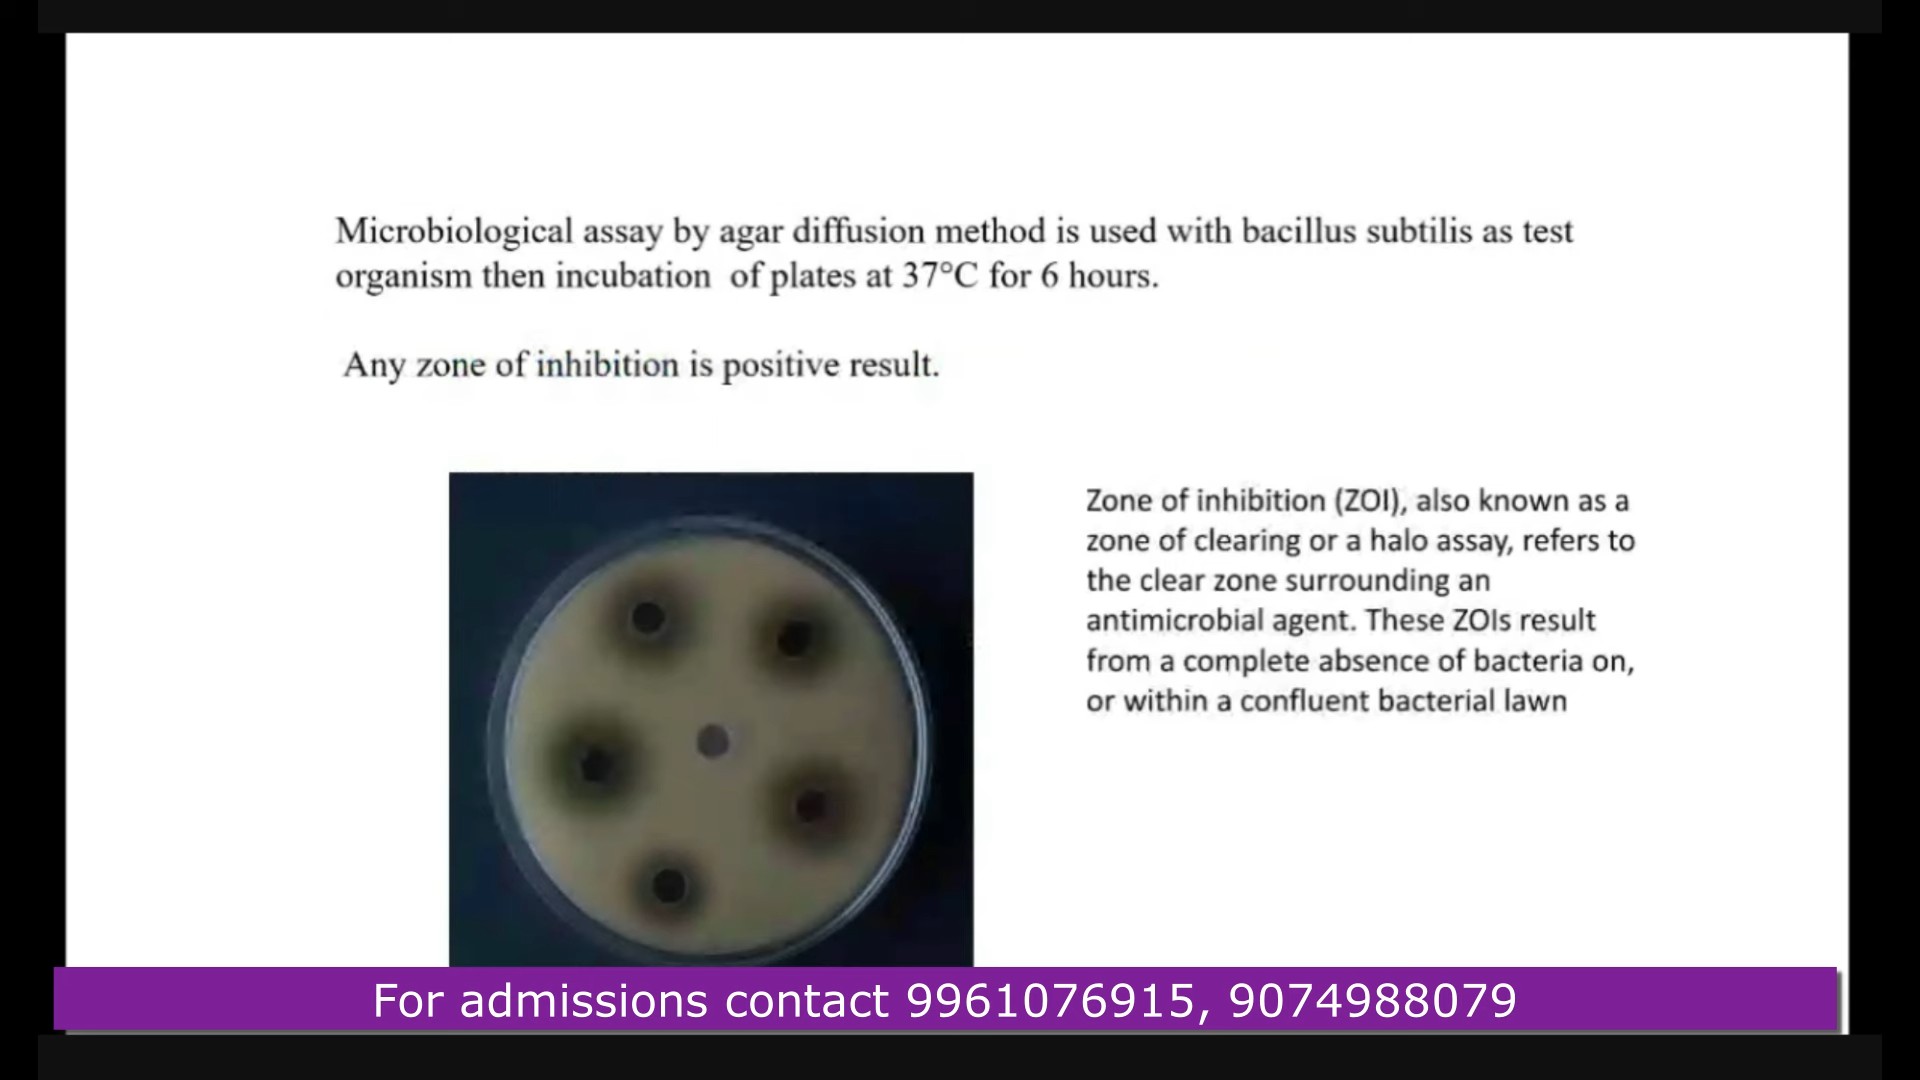 Microbiological assay by agar diffusion method is used with bacillus subtilis as test
organism then incubation of plates at 37°C for 6 hours.
Any zone of inhibition is positive result.
Zone of inhibition (ZOI), also known as a
zone of clearing or a halo assay, refers to
the clear zone surrounding an
antimicrobial agent. These ZOIs result
from a complete absence of bacteria on,
or within a confluent bacterial lawn
For admissions contact 9961076915, 9074988079